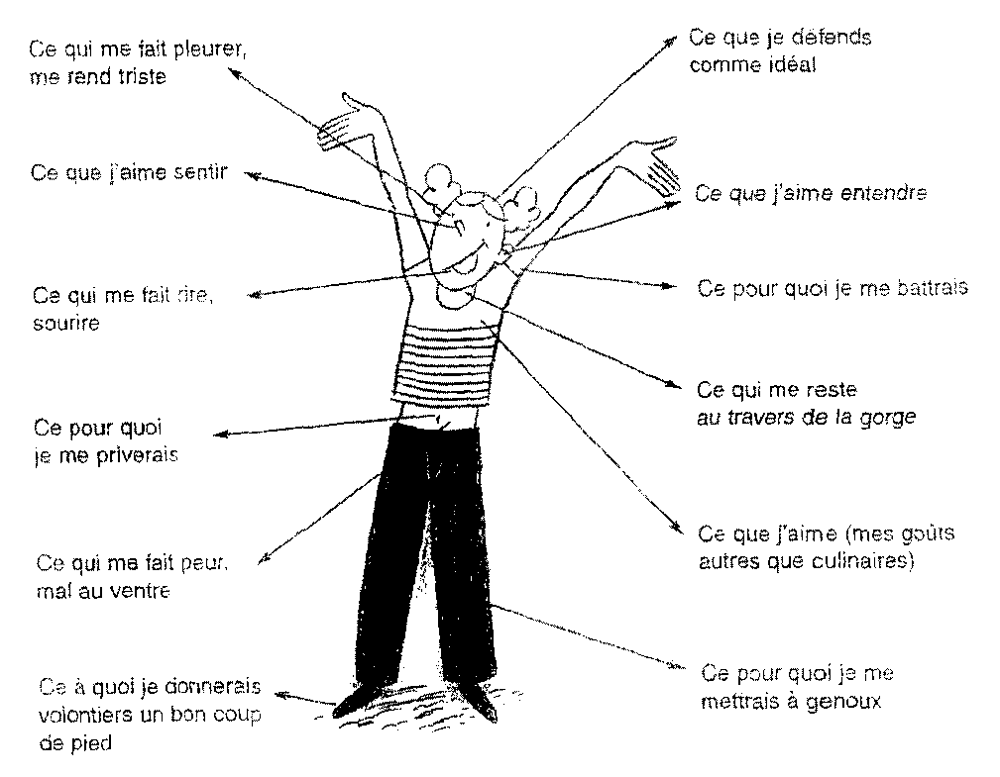 Ce qui me fait pleurer,
me rend triste
Ce que j'aime sentir
Ce qui me fait rire,
sourire
Ce pour quoi
je me priverais
Ce qui me fait peur,
mal au ventre
Ce à quoi je donnerais
volontiers un bon coup
de pied
Ce que je défends
comme idéal
Ce que j'aime entendre
Ce pour quoi je me battrais
Ce qui me reste
au travers de la gorge
Ce que j'aime (mes goûts
autres que culinaires)
Ce pour quoi je me
mettrais à genoux